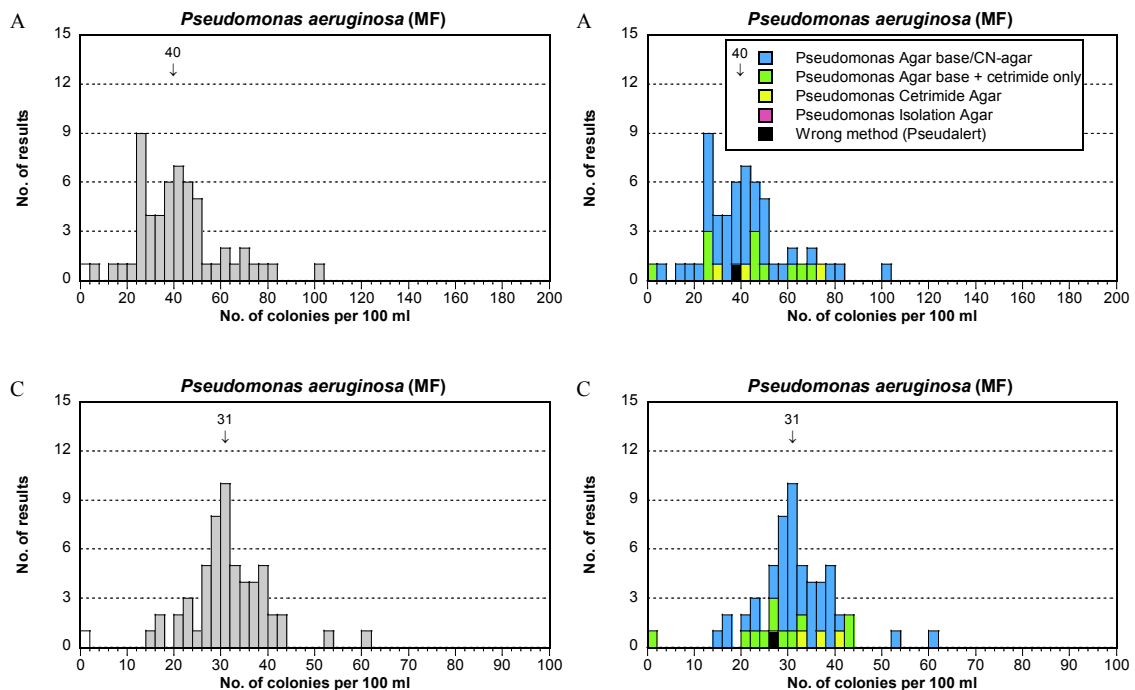 A
Pseudomonas aeruginosa (MF)
No. of results
15
12
9
6
3
0
40
↓
0 20 40 60 80 100 120 140 160 180 200
No. of colonies per 100 ml
A
Pseudomonas aeruginosa (MF)
No. of results
15
12
9
6
3
0
40
↓
Pseudomonas Agar base/CN-agar
Pseudomonas Agar base + cetrimide only
Pseudomonas Cetrimide Agar
Pseudomonas Isolation Agar
Wrong method (Pseudalert)
0 20 40 60 80 100 120 140 160 180 200
No. of colonies per 100 ml
C
Pseudomonas aeruginosa (MF)
No. of results
15
12
9
6
3
0
31
↓
0 10 20 30 40 50 60 70 80 90 100
No. of colonies per 100 ml
C
Pseudomonas aeruginosa (MF)
No. of results
15
12
9
6
3
0
31
↓
0 10 20 30 40 50 60 70 80 90 100
No. of colonies per 100 ml